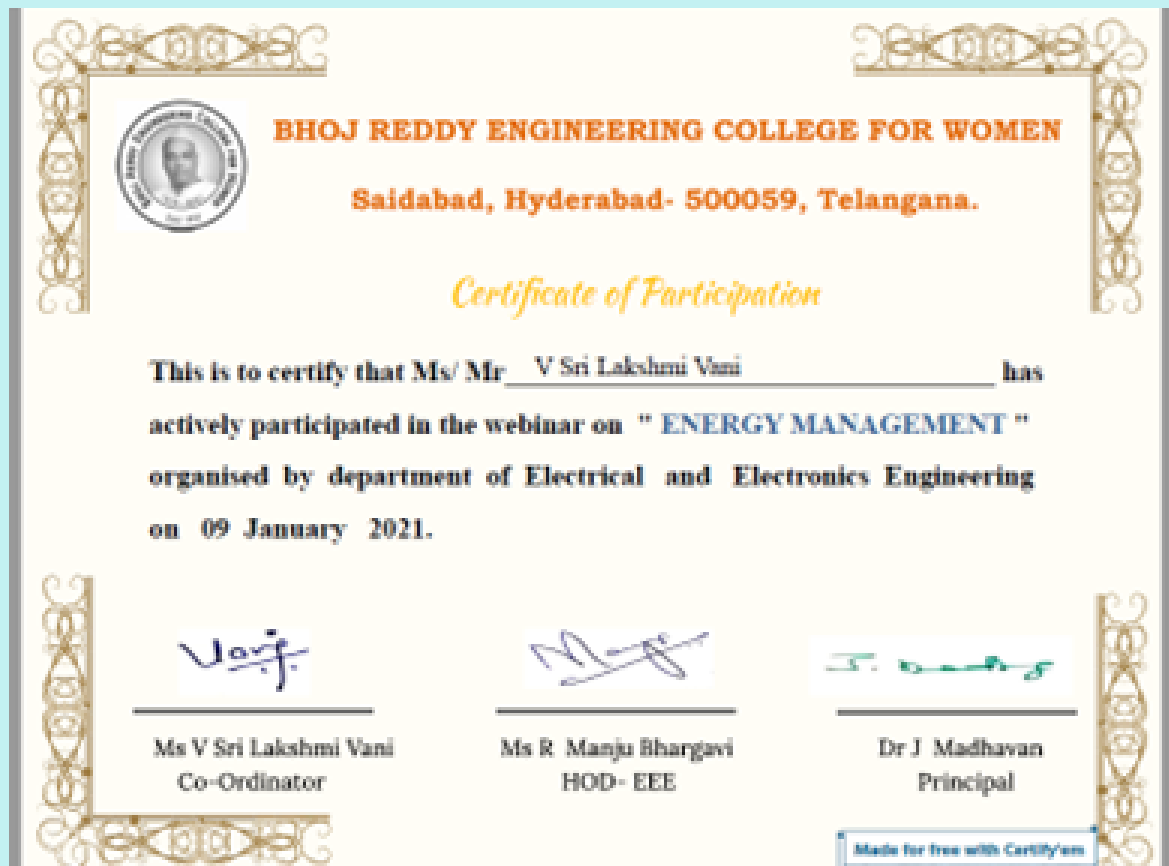 BHOJ REDDY ENGINEERING COLLEGE FOR WOMEN
Saidabad, Hyderabad- 500059, Telangana.
Certificate of Participation
This is to certify that Ms/ Mr V Sri Lakshmi Vani has
actively participated in the webinar on " ENERGY MANAGEMENT "
organised by department of Electrical and Electronics Engineering
on 09 January 2021.
Ms V Sri Lakshmi Vani
Co-Ordinator
Ms R Manju Bhargavi
HOD- EEE
Dr J Madhavan
Principal
Made for free with Certify'em